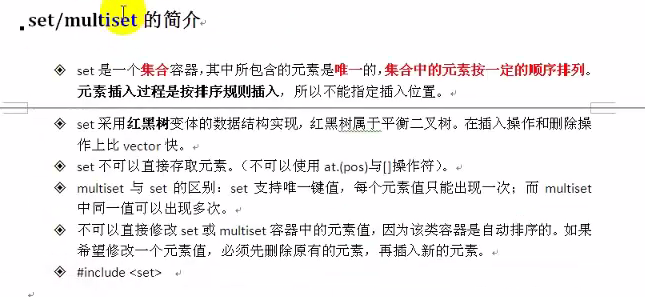 set/multiset 的简介
◈ set 是一个集合容器,其中所包含的元素是唯一的,集合中的元素按一定的顺序排列。
元素插入过程是按排序规则插入，所以不能指定插入位置。
◈ set 采用红黑树变体的数据结构实现，红黑树属于平衡二叉树。在插入操作和删除操
作上比 vector 快。
◈ set 不可以直接存取元素。（不可以使用 at.(pos)与[]操作符）。
◈ multiset 与 set 的区别：set 支持唯一键值，每个元素值只能出现一次；而 multiset
中同一值可以出现多次。
◈ 不可以直接修改 set 或 multiset 容器中的元素值，因为该类容器是自动排序的。如果
希望修改一个元素值，必须先删除原有的元素，再插入新的元素。
◈ #include <set>